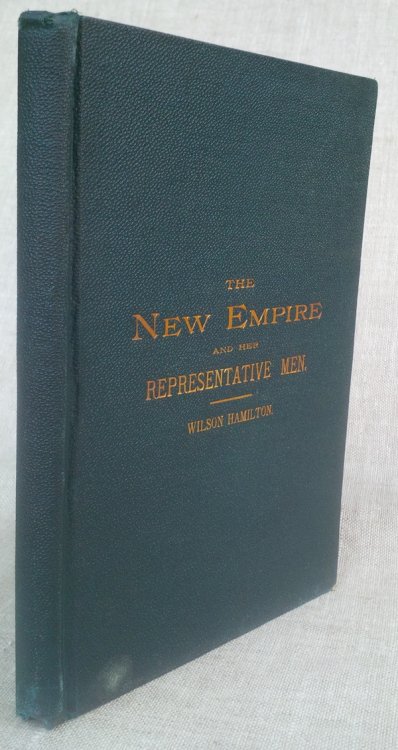 THE
NEW EMPIRE
AND HER
REPRESENTATIVE MEN.
WILSON HAMILTON.